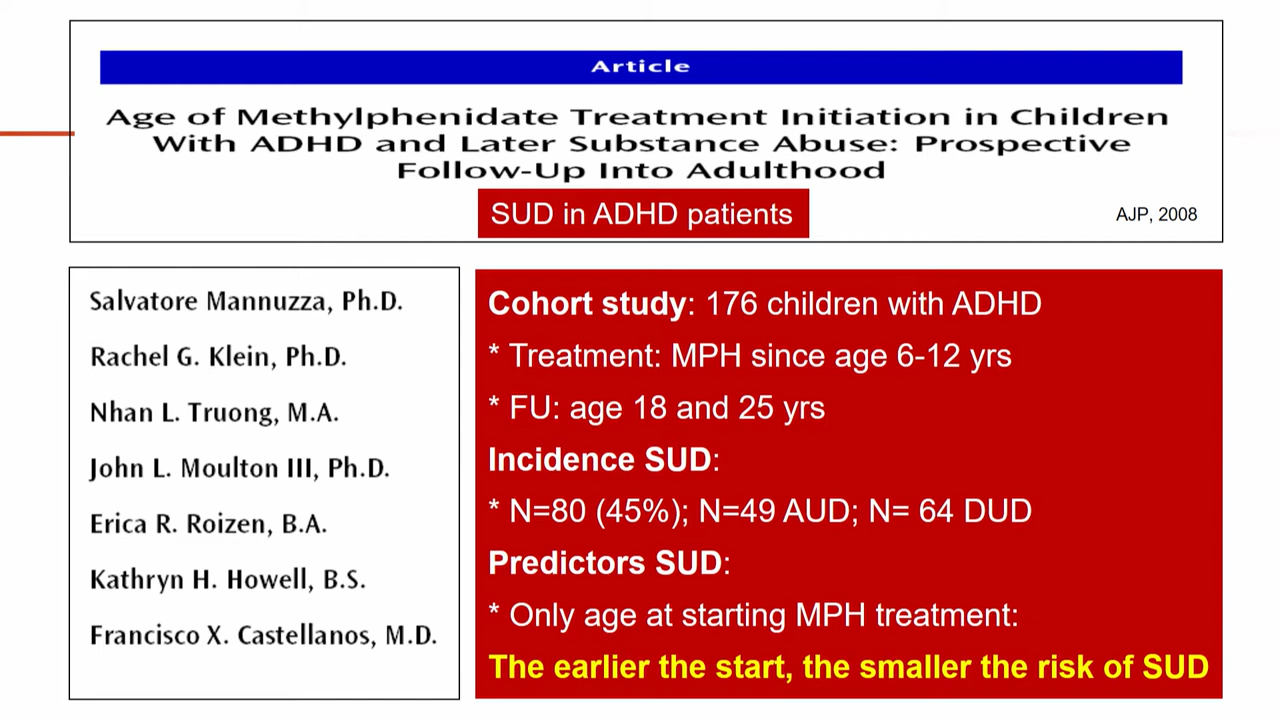 Article
Age of Methylphenidate Treatment Initiation in Children
With ADHD and Later Substance Abuse: Prospective
Follow-Up Into Adulthood
SUD in ADHD patients
AJP, 2008
Salvatore Mannuzza, Ph.D.
Rachel G. Klein, Ph.D.
Nhan L. Truong, M.A.
John L. Moulton III, Ph.D.
Erica R. Roizen, B.A.
Kathryn H. Howell, B.S.
Francisco X. Castellanos, M.D.
Cohort study: 176 children with ADHD
* Treatment: MPH since age 6-12 yrs
* FU: age 18 and 25 yrs
Incidence SUD:
* N=80 (45%); N=49 AUD; N= 64 DUD
Predictors SUD:
* Only age at starting MPH treatment:
The earlier the start, the smaller the risk of SUD